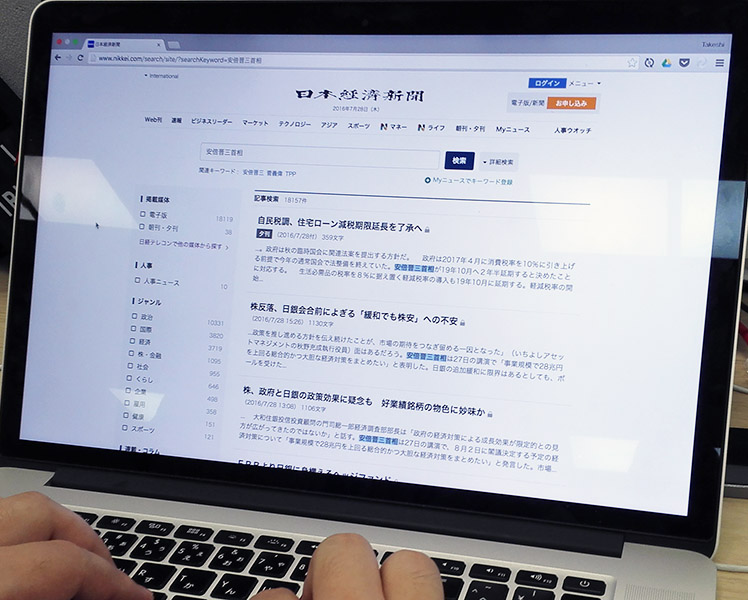 日本経済新聞
Takeshi
www.nikkei.com/search/site/?searchKeyword=安倍晋三首相
International
ログイン メニュー
日本経済新聞
2016年7月28日（木）
電子版/新聞 お申し込み
Web刊 速報 ビジネスリーダー マーケット テクノロジー アジア スポーツ マネー ライフ 朝刊・夕刊 Myニュース 人事ウオッチ
安倍晋三首相 検索 詳細検索
関連キーワード: 安倍晋三 菅義偉 TPP
Myニュースでキーワード登録
掲載媒体
電子版 18119
朝刊・夕刊 38
日経テレコンで他の媒体から探す
人事
人事ニュース 10
ジャンル
政治 10331
国際 3820
経済 3719
株・金融 1095
社会 955
くらし 646
企業 498
雇用 358
健康 151
スポーツ 121
連載・コラム
記事検索 18157件
自民税調、住宅ローン減税期限延長を了承へ
夕刊 (2016/7/28付) 359文字
... 政府は秋の臨時国会に関連法案を提出する方針だ。 政府は2017年４月に消費税率を10％に引き上げ
る前提で今年の通常国会で法整備を終えていた。安倍晋三首相が19年10月へ２年半延期すると決めたこと
に対応する。 生活必需品の税率を８％に据え置く軽減税率の導入も19年10月に延期する。軽減税率の開
始...
株反落、日銀会合前によぎる「緩和でも株安」への不安
(2016/7/28 15:26) 1130文字
...政策を推し進める方針を伝え続けたことが、市場の期待をつなぎ留める一因となった」（いちよしアセッ
トマネジメントの秋野充成執行役員）面はあるだろう。安倍晋三首相は27日の講演で「事業規模で28兆円
を上回る総合的かつ大胆な経済対策をまとめたい」と表明した。日銀の追加緩和に限界はあるとしても、ポ
ールを受けた...
株、政府と日銀の政策効果に疑念も 好業績銘柄の物色に妙味か
(2016/7/28 13:08) 1106文字
... 大和住銀投信投資顧問の門司総一郎経済調査部部長は「政府の経済対策による成長効果が限定的との見
方が広がってきたのではないか」と話す。安倍晋三首相は27日の講演で、８月２日に閣議決定する予定の経
済対策について「事業規模で28兆円を上回る総合的かつ大胆な経済対策をまとめたい」と発言した。市場...